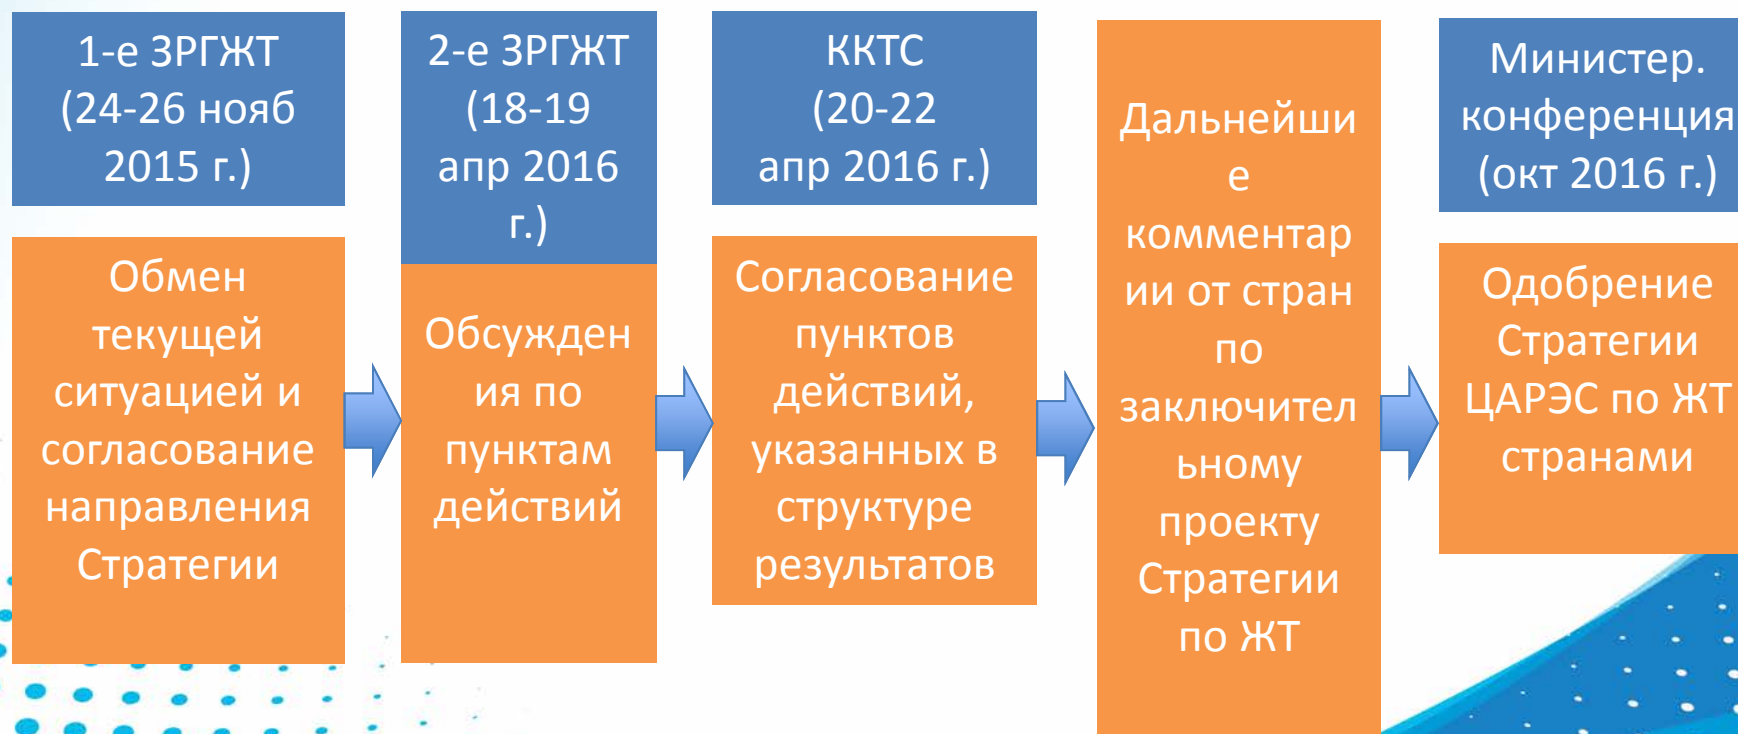 1-е ЗРГЖТ
(24-26 нояб
2015 г.)
Обмен
текущей
ситуацией и
согласование
направления
Стратегии
2-е ЗРГЖТ
(18-19
апр 2016
г.)
Обсужден
ия по
пунктам
действий
ККТС
(20-22
апр 2016 г.)
Согласование
пунктов
действий,
указанных в
структуре
результатов
Дальнейши
е
комментар
ии от стран
по
заключител
ьному
проекту
Стратегии
по ЖТ
Министер.
конференция
(окт 2016 г.)
Одобрение
Стратегии
ЦАРЭС по ЖТ
странами